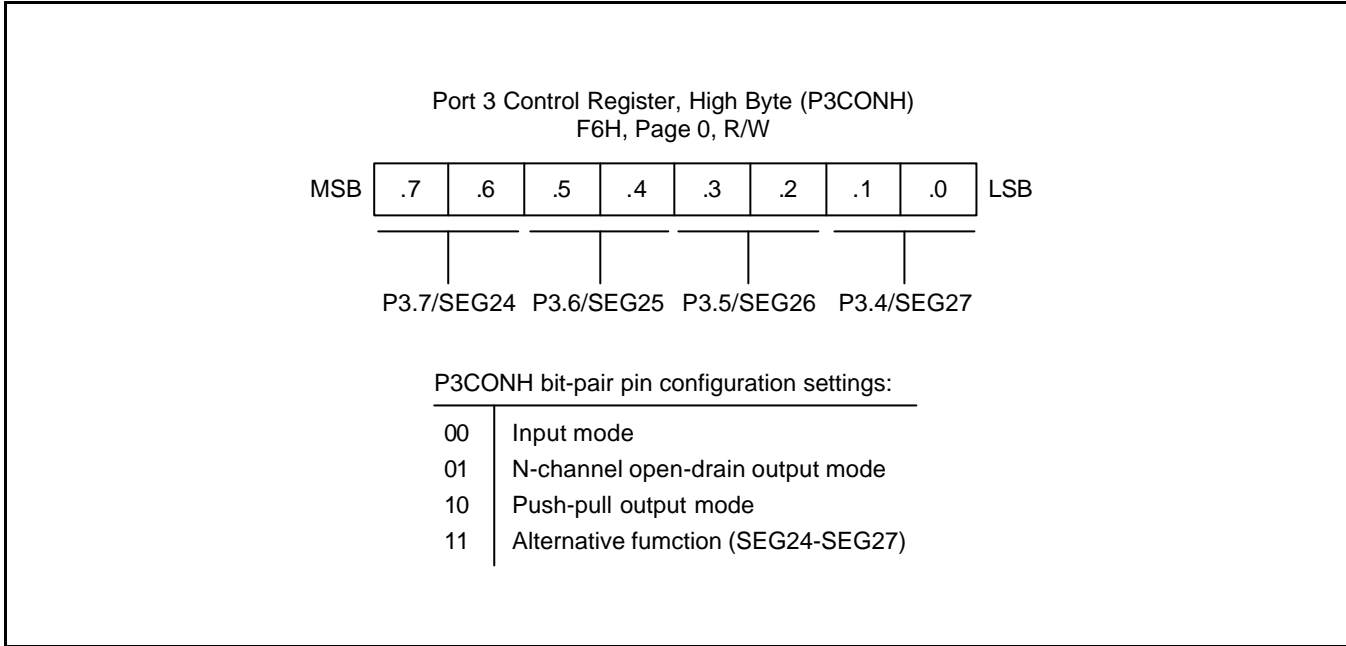 Port 3 Control Register, High Byte (P3CONH)
F6H, Page 0, R/W
MSB .7 .6 .5 .4 .3 .2 .1 .0 LSB
P3.7/SEG24 P3.6/SEG25 P3.5/SEG26 P3.4/SEG27
P3CONH bit-pair pin configuration settings:
00 Input mode
01 N-channel open-drain output mode
10 Push-pull output mode
11 Alternative fumction (SEG24-SEG27)